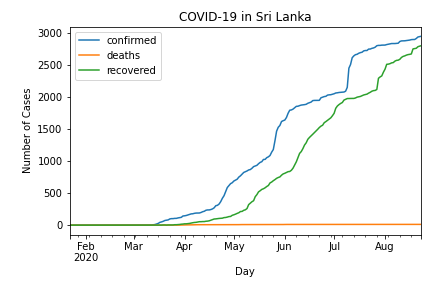 COVID-19 in Sri Lanka
confirmed
deaths
recovered
Number of Cases
3000
2500
2000
1500
1000
500
0
Feb
2020
Mar
Apr
May
Jun
Jul
Aug
Day